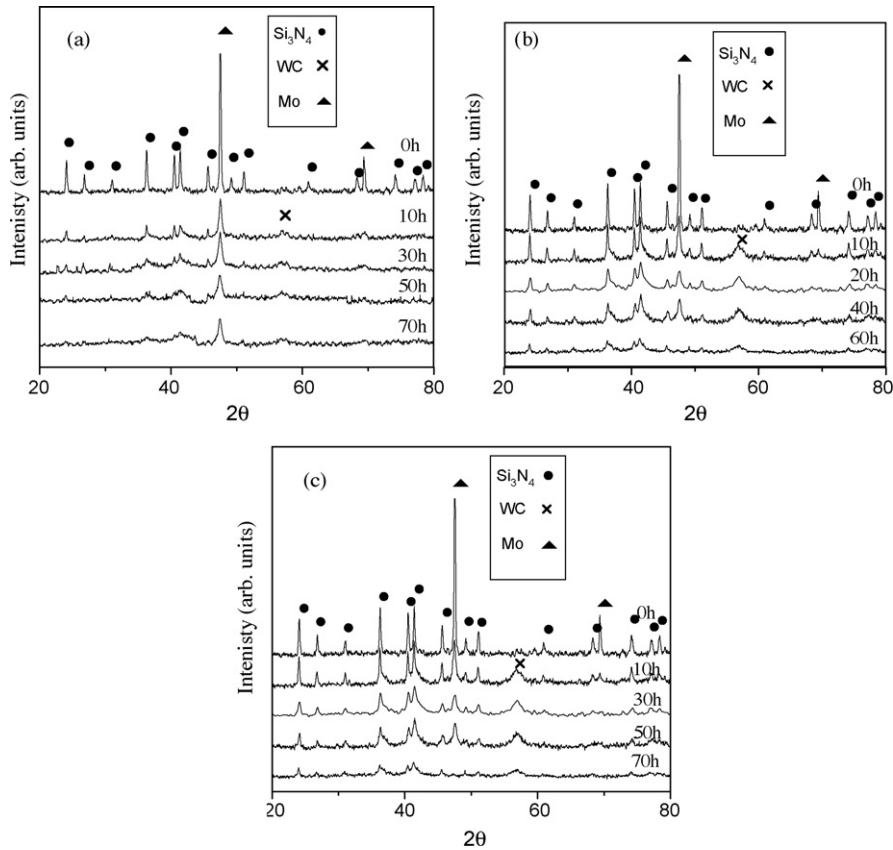 (a)
Si₃N₄ ●
WC ×
Mo ▲
0h
10h
30h
50h
70h
Intenisty (arb. units)
20 40 60 80
2θ
(b)
Si₃N₄ ●
WC ×
Mo ▲
0h
10h
20h
40h
60h
Intenisty (arb. units)
20 40 60 80
2θ
(c)
Si₃N₄ ●
WC ×
Mo ▲
0h
10h
30h
50h
70h
Intenisty (arb. units)
20 40 60 80
2θ